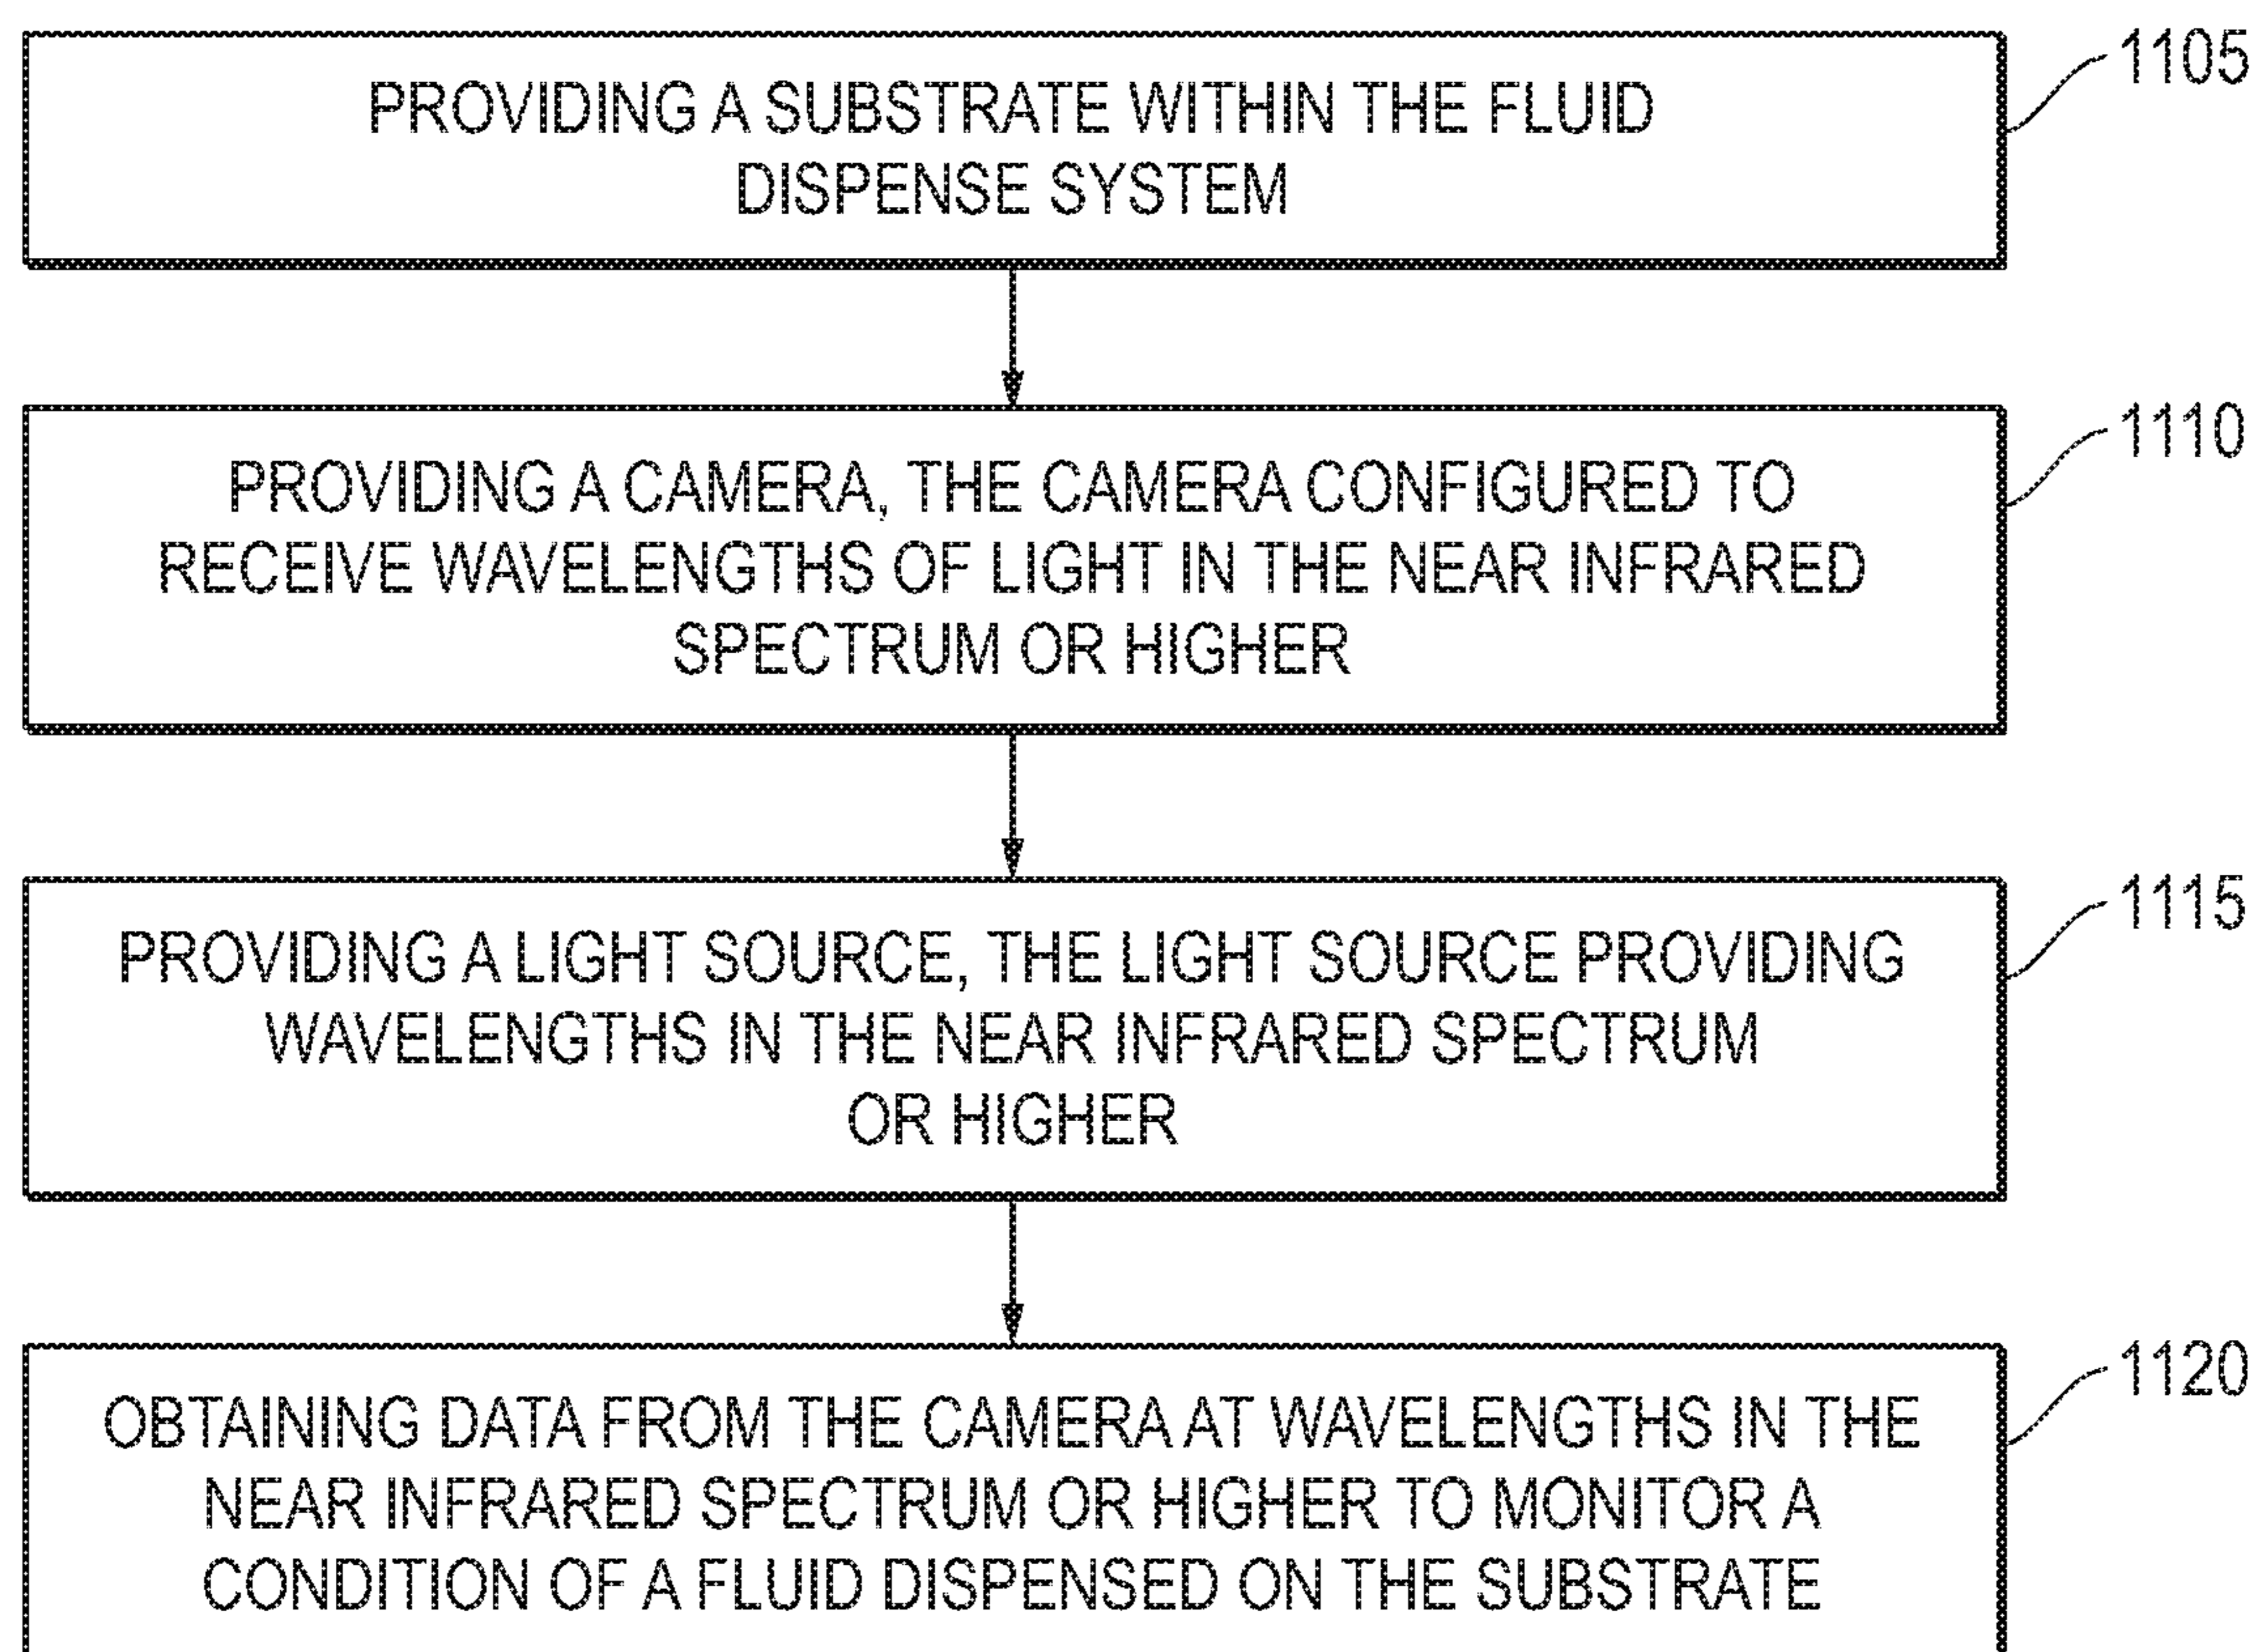 1105
PROVIDING A SUBSTRATE WITHIN THE FLUID
DISPENSE SYSTEM
1110
PROVIDING A CAMERA, THE CAMERA CONFIGURED TO
RECEIVE WAVELENGTHS OF LIGHT IN THE NEAR INFRARED
SPECTRUM OR HIGHER
1115
PROVIDING A LIGHT SOURCE, THE LIGHT SOURCE PROVIDING
WAVELENGTHS IN THE NEAR INFRARED SPECTRUM
OR HIGHER
1120
OBTAINING DATA FROM THE CAMERA AT WAVELENGTHS IN THE
NEAR INFRARED SPECTRUM OR HIGHER TO MONITOR A
CONDITION OF A FLUID DISPENSED ON THE SUBSTRATE